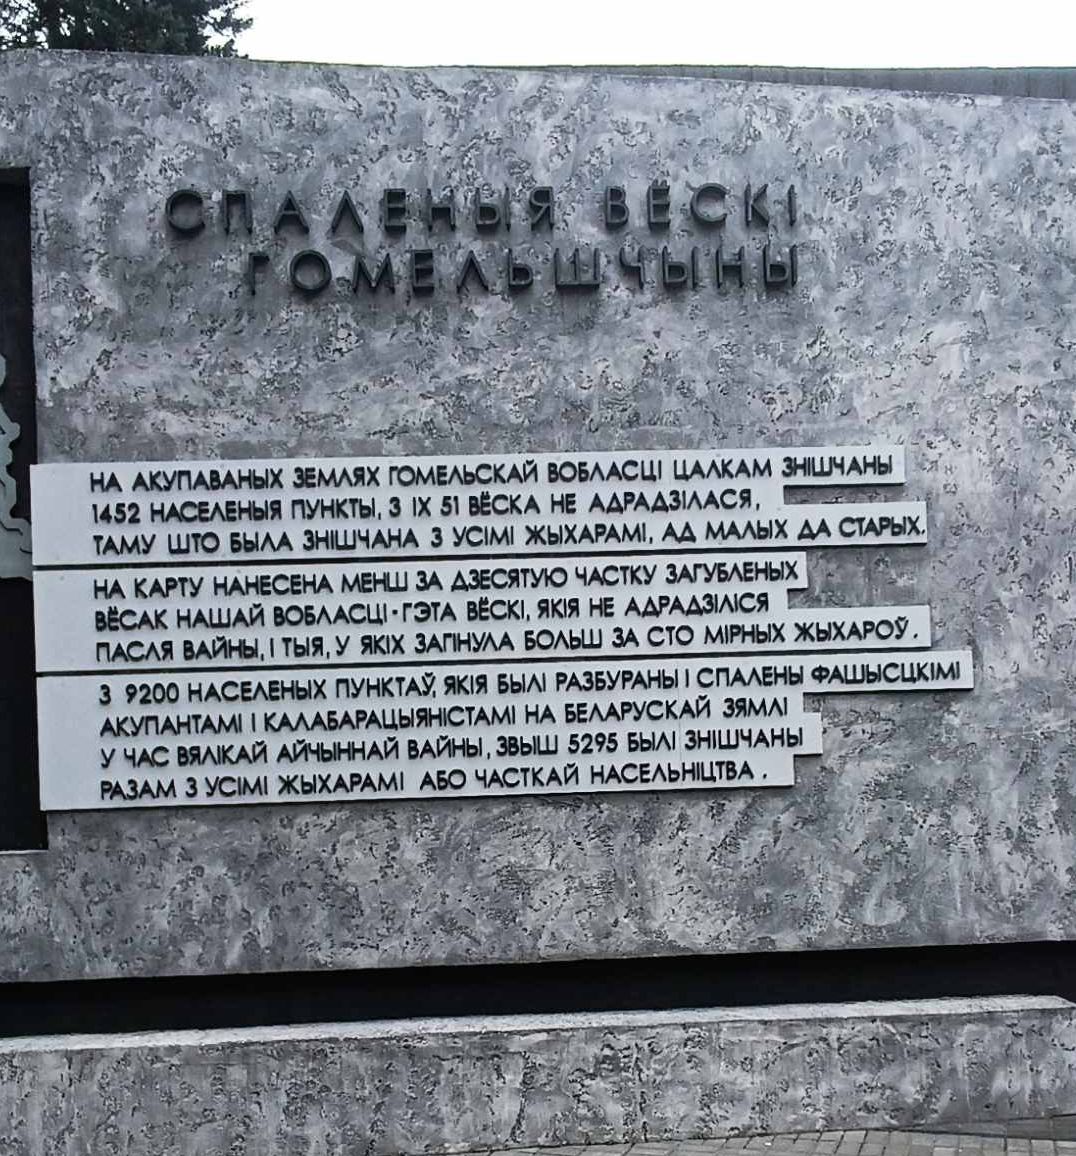 СПАЛЕНЫЯ ВЁСКІ
ГОМЕЛЬШЧЫНЫ
НА АКУПАВАНЫХ ЗЕМЛЯХ ГОМЕЛЬСКАЙ ВОБЛАСЦІ ЦАЛКАМ ЗНІШЧАНЫ
1452 НАСЕЛЕНЫЯ ПУНКТЫ, З ІХ 51 ВЁСКА НЕ АДРАДЗІЛАСЯ,
ТАМУ ШТО БЫЛА ЗНІШЧАНА З УСІМІ ЖЫХАРАМІ, АД МАЛЫХ ДА СТАРЫХ.
НА КАРТУ НАНЕСЕНА МЕНШ ЗА ДЗЕСЯТУЮ ЧАСТКУ ЗАГУБЛЕНЫХ
ВЁСАК НАШАЙ ВОБЛАСЦІ·ГЭТА ВЁСКІ, ЯКІЯ НЕ АДРАДЗІЛІСЯ
ПАСЛЯ ВАЙНЫ, І ТЫЯ, У ЯКІХ ЗАГІНУЛА БОЛЬШ ЗА СТО МІРНЫХ ЖЫХАРОЎ.
З 9200 НАСЕЛЕНЫХ ПУНКТАЎ, ЯКІЯ БЫЛІ РАЗБУРАНЫ І СПАЛЕНЫ ФАШЫСЦКІМІ
АКУПАНТАМІ І КАЛАБАРАЦЫЯНІСТАМІ НА БЕЛАРУСКАЙ ЗЯМЛІ
У ЧАС ВЯЛІКАЙ АЙЧЫННАЙ ВАЙНЫ, ЗВЫШ 5295 БЫЛІ ЗНІШЧАНЫ
РАЗАМ З УСІМІ ЖЫХАРАМІ АБО ЧАСТКАЙ НАСЕЛЬНІЦТВА.